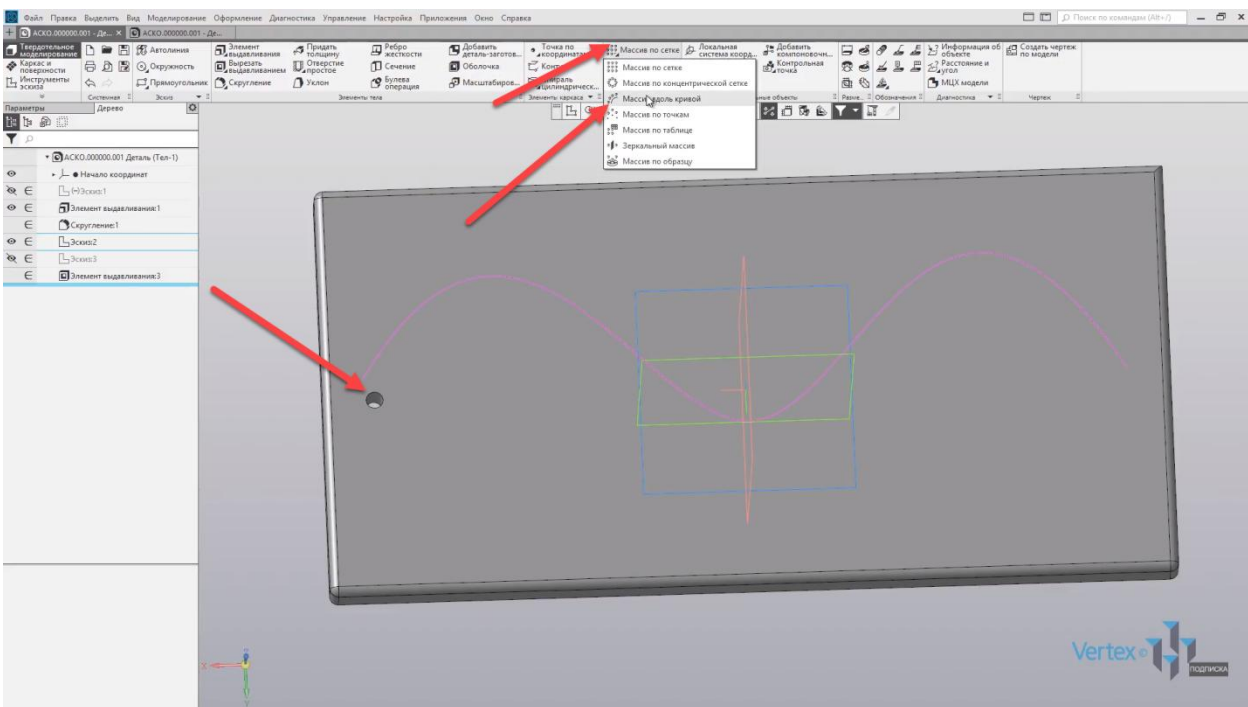 Файл Правка Выделить Вид Моделирование Оформление Диагностика Управление Настройка Приложения Окно Справка
Поиск по командам (Alt+/)
АСКО.000000.001 - Де... × АСКО.000000.001 - Де...
Твердотельное моделирование
Каркас и поверхности
Инструменты эскиза
Системная
Автолиния
Окружность
Прямоугольник
Эскиз
Элемент выдавливания
Вырезать выдавливанием
Скругление
Придать толщину
Отверстие простое
Уклон
Ребро жесткости
Сечение
Булева операция
Добавить деталь-заготов...
Оболочка
Масштабиров...
Элементы тела
Точка по
цилиндрическ...
Элементы каркаса
Массив по сетке
Локальная система коорд...
Добавить компоновочн...
Контрольная точка
Разме...
Обозначения
Информация об объекте
Расстояние и угол
МЦХ модели
Диагностика
Создать чертеж по модели
Чертеж
Массив по сетке
Массив по концентрической сетке
Массив вдоль кривой
Массив по точкам
Массив по таблице
Зеркальный массив
Массив по образцу
Параметры
Дерево
АСКО.000000.001 Деталь (Тел-1)
Начало координат
(-)Эскиз:1
Элемент выдавливания:1
Скругление:1
Эскиз:2
Эскиз:3
Элемент выдавливания:3
X
Y
Vertex
ПОДПИСКА